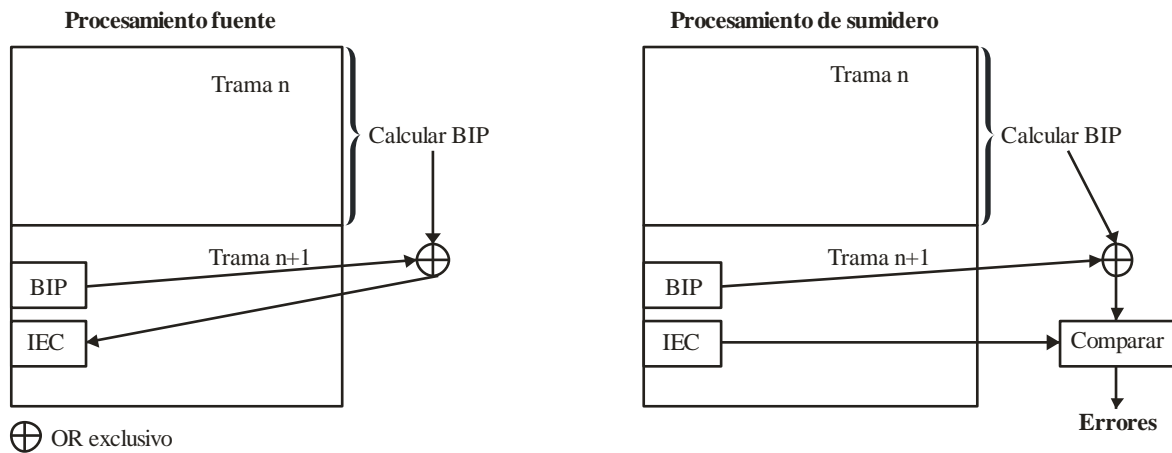 Procesamiento fuente
Trama n
Calcular BIP
Trama n+1
BIP
IEC
OR exclusivo
Procesamiento de sumidero
Trama n
Calcular BIP
Trama n+1
BIP
IEC
Comparar
Errores